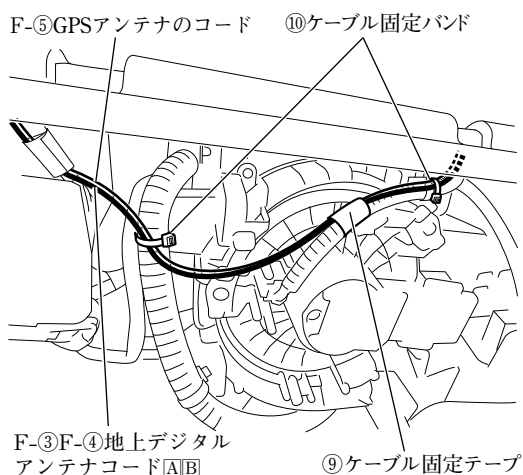 F-⑤GPSアンテナのコード
⑩ケーブル固定バンド
F-③F-④地上デジタル
アンテナコード🄰🄱
⑨ケーブル固定テープ